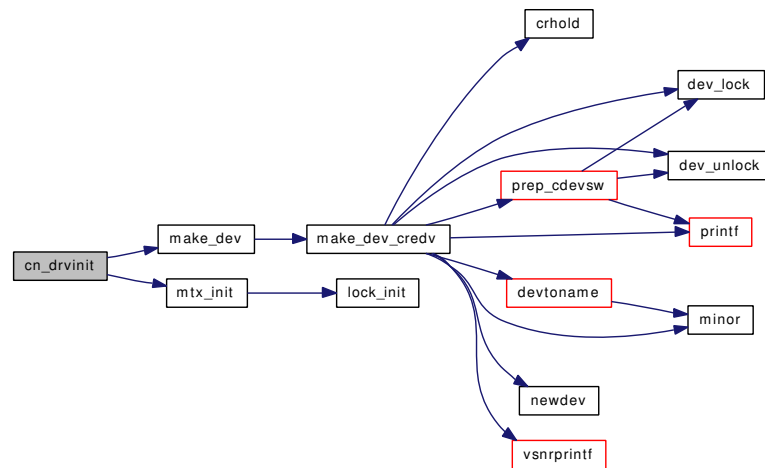 crhold
dev_lock
dev_unlock
prep_cdevsw
make_dev
make_dev_credv
printf
cn_drvinit
mtx_init
lock_init
devtoname
minor
newdev
vsnrprintf